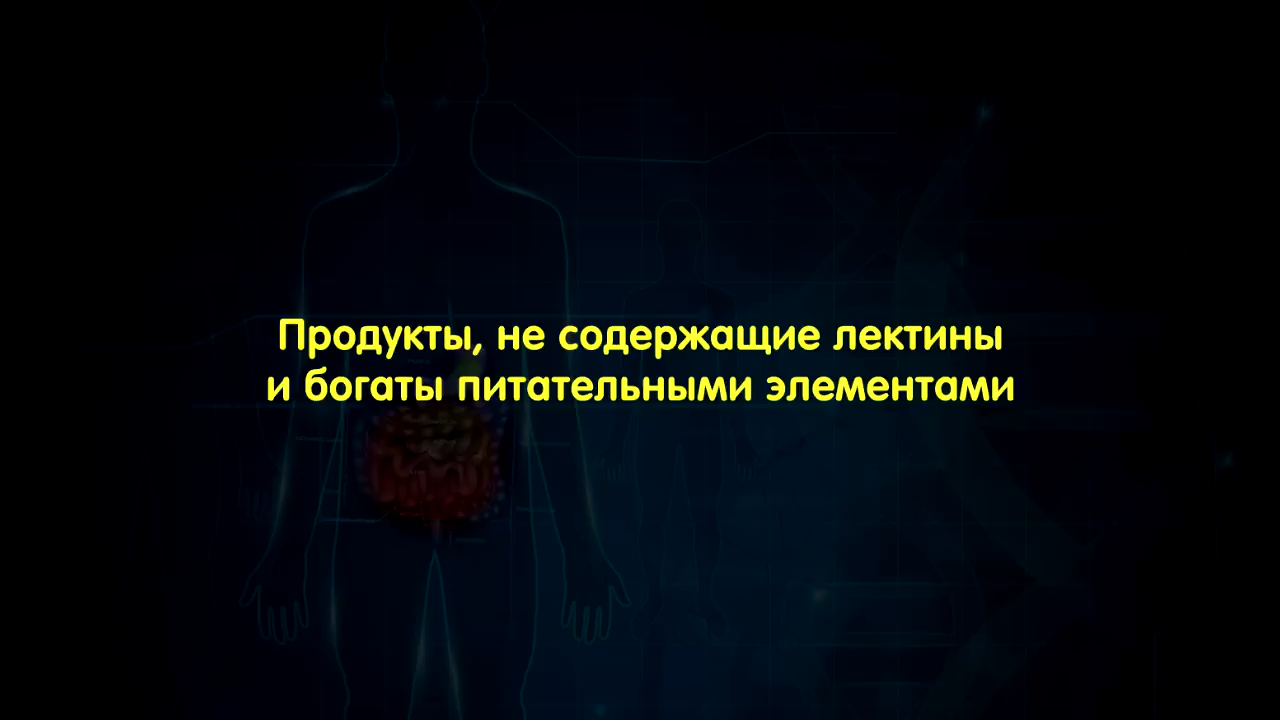 Продукты, не содержащие лектины
и богаты питательными элементами